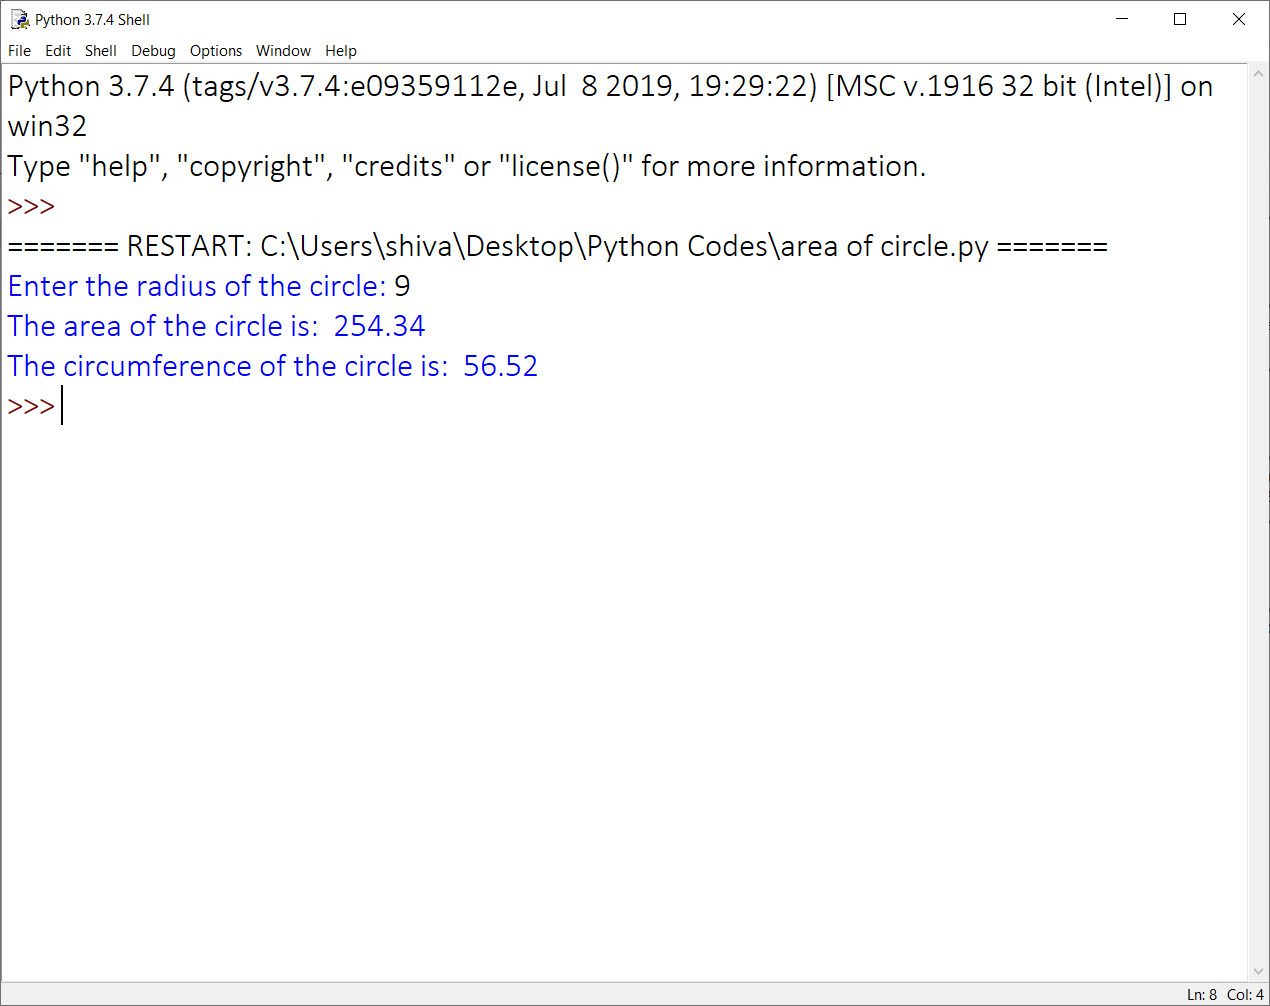 Python 3.7.4 Shell
File Edit Shell Debug Options Window Help
Python 3.7.4 (tags/v3.7.4:e09359112e, Jul  8 2019, 19:29:22) [MSC v.1916 32 bit (Intel)] on
win32
Type "help", "copyright", "credits" or "license()" for more information.
>>>
======= RESTART: C:\Users\shiva\Desktop\Python Codes\area of circle.py =======
Enter the radius of the circle: 9
The area of the circle is:  254.34
The circumference of the circle is:  56.52
>>>
Ln: 8 Col: 4